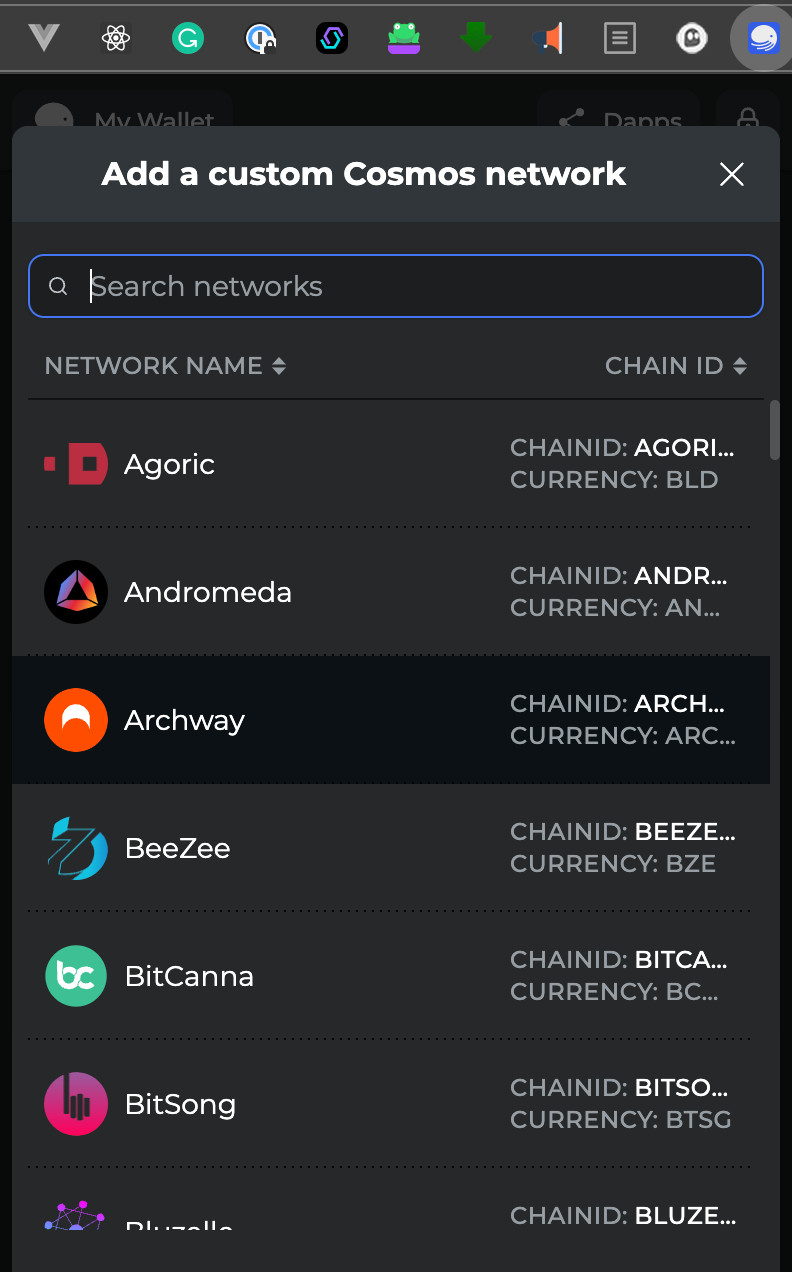 My Wallet
Dapps
Add a custom Cosmos network
Search networks
NETWORK NAME
CHAIN ID
Agoric
CHAINID: AGORI...
CURRENCY: BLD
Andromeda
CHAINID: ANDR...
CURRENCY: AN...
Archway
CHAINID: ARCH...
CURRENCY: ARC...
BeeZee
CHAINID: BEEZE...
CURRENCY: BZE
bc
BitCanna
CHAINID: BITCA...
CURRENCY: BC...
BitSong
CHAINID: BITSO...
CURRENCY: BTSG
Bluzelle
CHAINID: BLUZE...